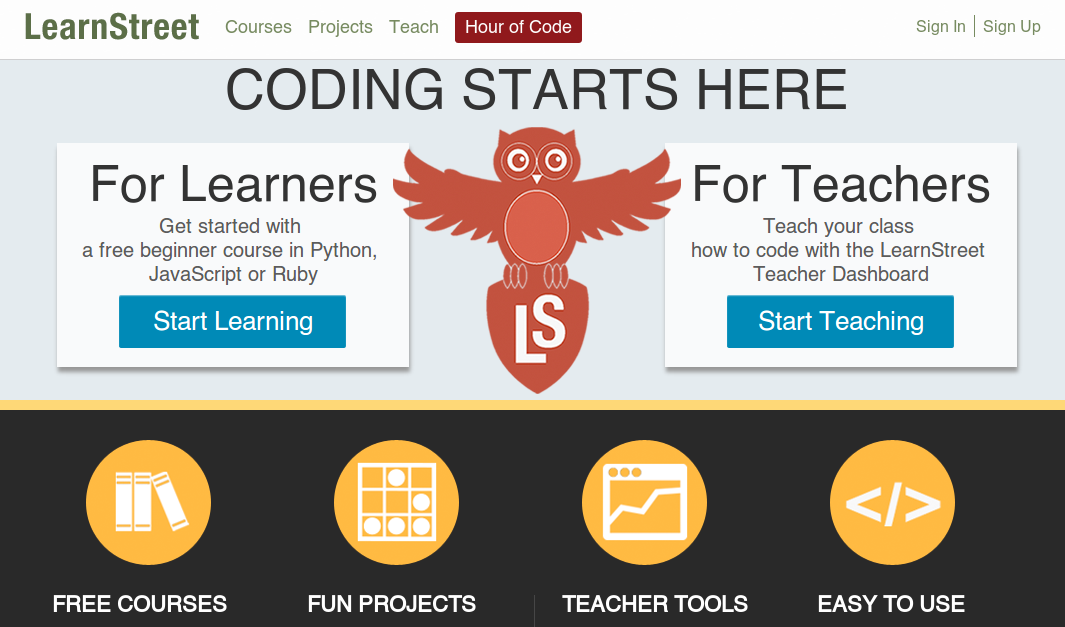 LearnStreet Courses Projects Teach Hour of Code Sign In Sign Up
CODING STARTS HERE
For Learners
Get started with
a free beginner course in Python,
JavaScript or Ruby
Start Learning
LS
For Teachers
Teach your class
how to code with the LearnStreet
Teacher Dashboard
Start Teaching
</>
FREE COURSES
FUN PROJECTS
TEACHER TOOLS
EASY TO USE